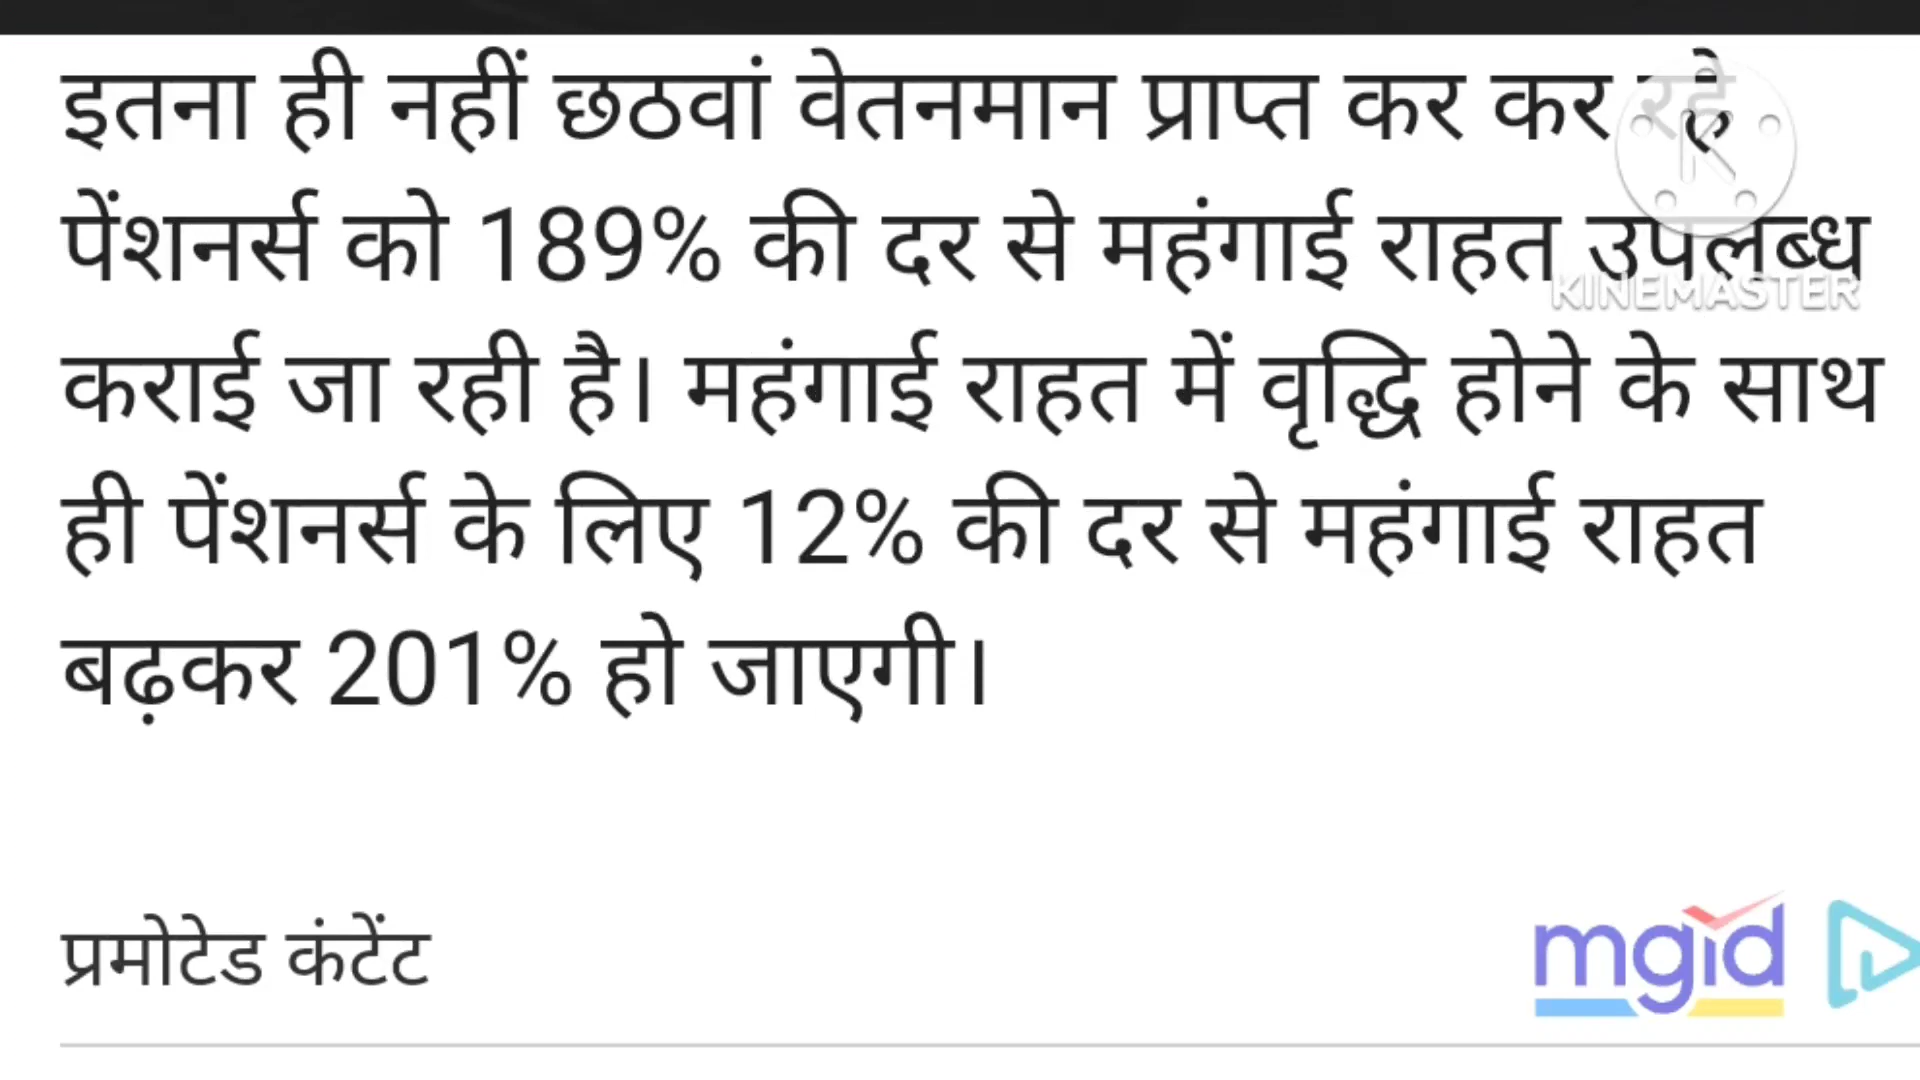 इतना ही नहीं छठवां वेतनमान प्राप्त कर कर रहे
पेंशनर्स को 189% की दर से महंगाई राहत उपलब्ध
KINEMASTER
कराई जा रही है। महंगाई राहत में वृद्धि होने के साथ
ही पेंशनर्स के लिए 12% की दर से महंगाई राहत
बढ़कर 201% हो जाएगी।
प्रमोटेड कंटेंट
mgid